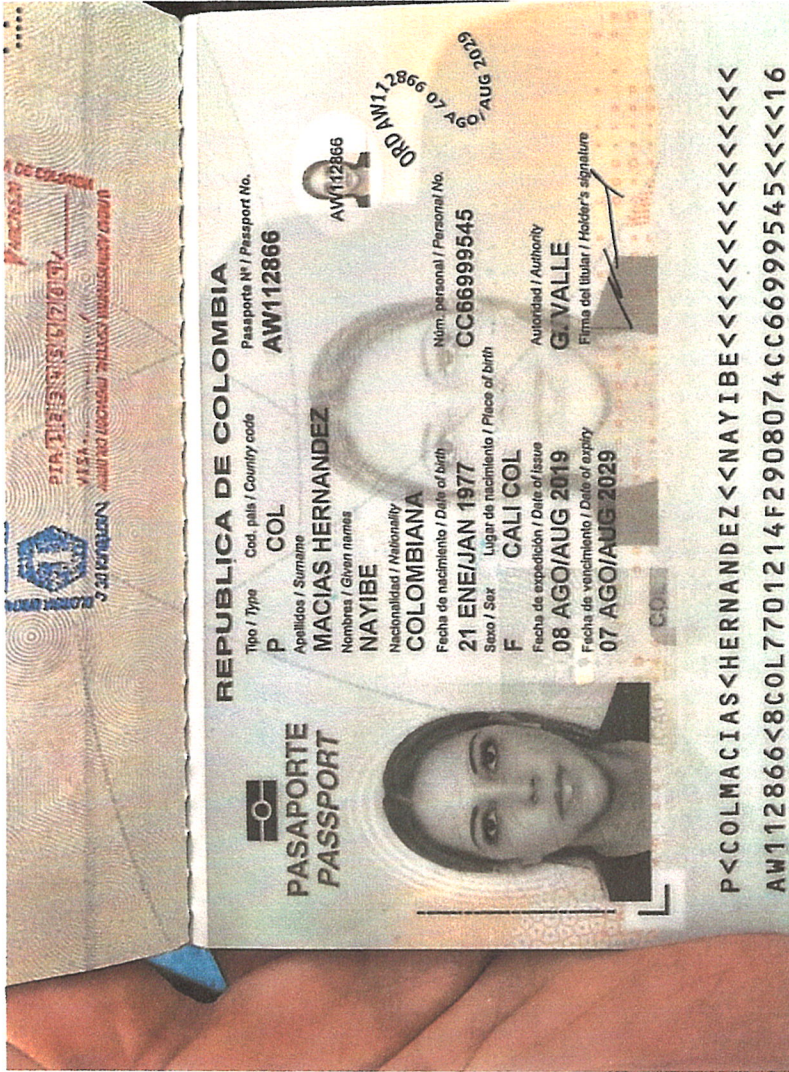 REPUBLICA DE COLOMBIA
PASAPORTE
PASSPORT
Tipo / Type Cod. país / Country code Pasaporte Nº / Passport No.
P COL AW112866
Apellidos / Surname
MACIAS HERNANDEZ
Nombres / Given names
NAYIBE
Nacionalidad / Nationality
COLOMBIANA
Fecha de nacimiento / Date of birth Núm. personal / Personal No.
21 ENE/JAN 1977 CC66999545
Sexo / Sex Lugar de nacimiento / Place of birth
F CALI COL
Fecha de expedición / Date of issue Autoridad / Authority
08 AGO/AUG 2019 G. VALLE
Fecha de vencimiento / Date of expiry Firma del titular / Holder's signature
07 AGO/AUG 2029
AW112866
ORD AW112866 07 AGO/AUG 2029
COL
P<COLMACIAS<HERNANDEZ<<NAYIBE<<<<<<<<<<<<<<<
AW112866<8COL7701214F2908074CC66999545<<<<16